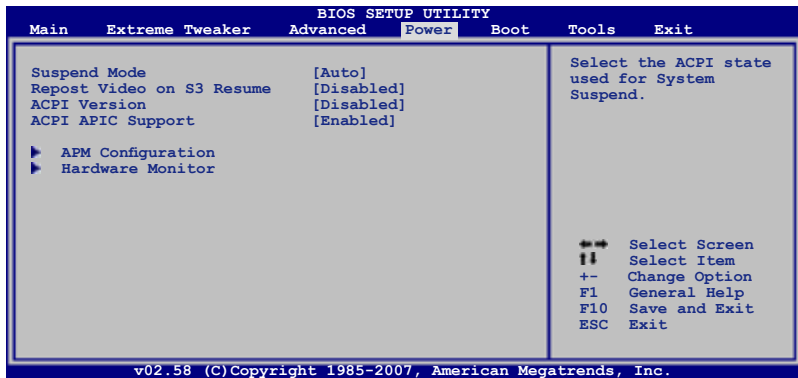 BIOS SETUP UTILITY
Main Extreme Tweaker Advanced Power Boot Tools Exit
Suspend Mode [Auto]
Repost Video on S3 Resume [Disabled]
ACPI Version [Disabled]
ACPI APIC Support [Enabled]
APM Configuration
Hardware Monitor
Select the ACPI state
used for System
Suspend.
Select Screen
Select Item
+- Change Option
F1 General Help
F10 Save and Exit
ESC Exit
v02.58 (C)Copyright 1985-2007, American Megatrends, Inc.